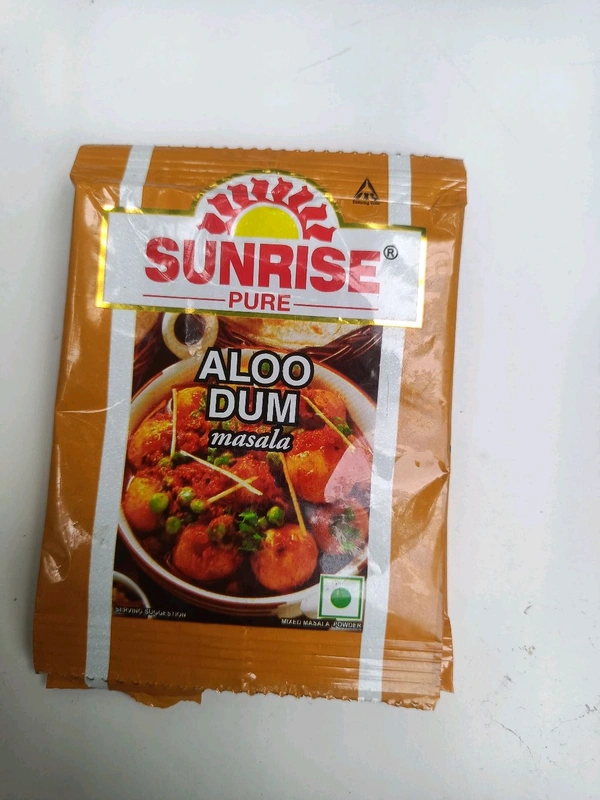 SUNRISE®
PURE
ALOO
DUM
masala
SERVING SUGGESTION
MIXED MASALA POWDER